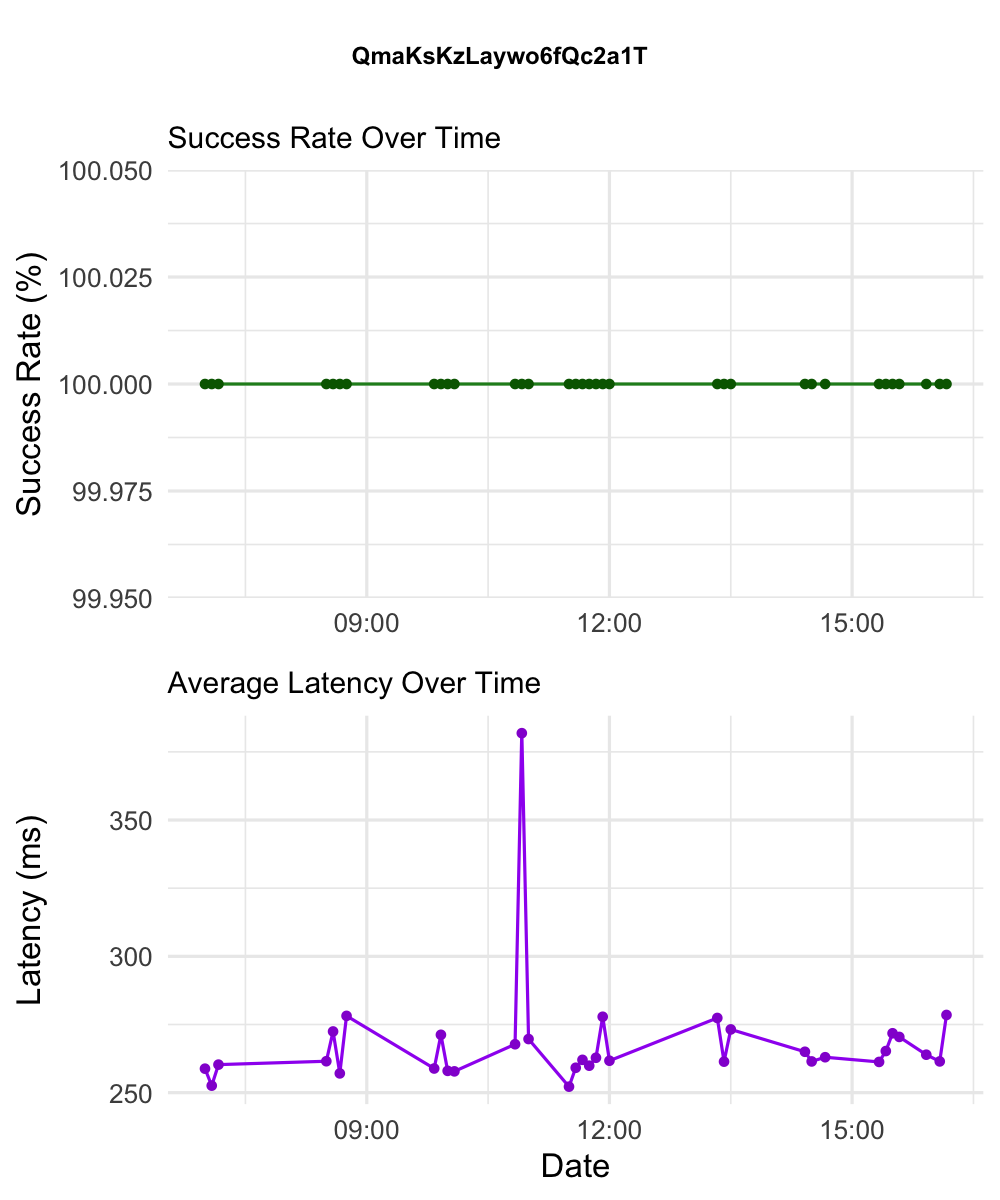 QmaKsKzLaywo6fQc2a1T
Success Rate Over Time
100.050
100.025
100.000
99.975
99.950
Success Rate (%)
09:00 12:00 15:00
Average Latency Over Time
350
300
250
Latency (ms)
09:00 12:00 15:00
Date